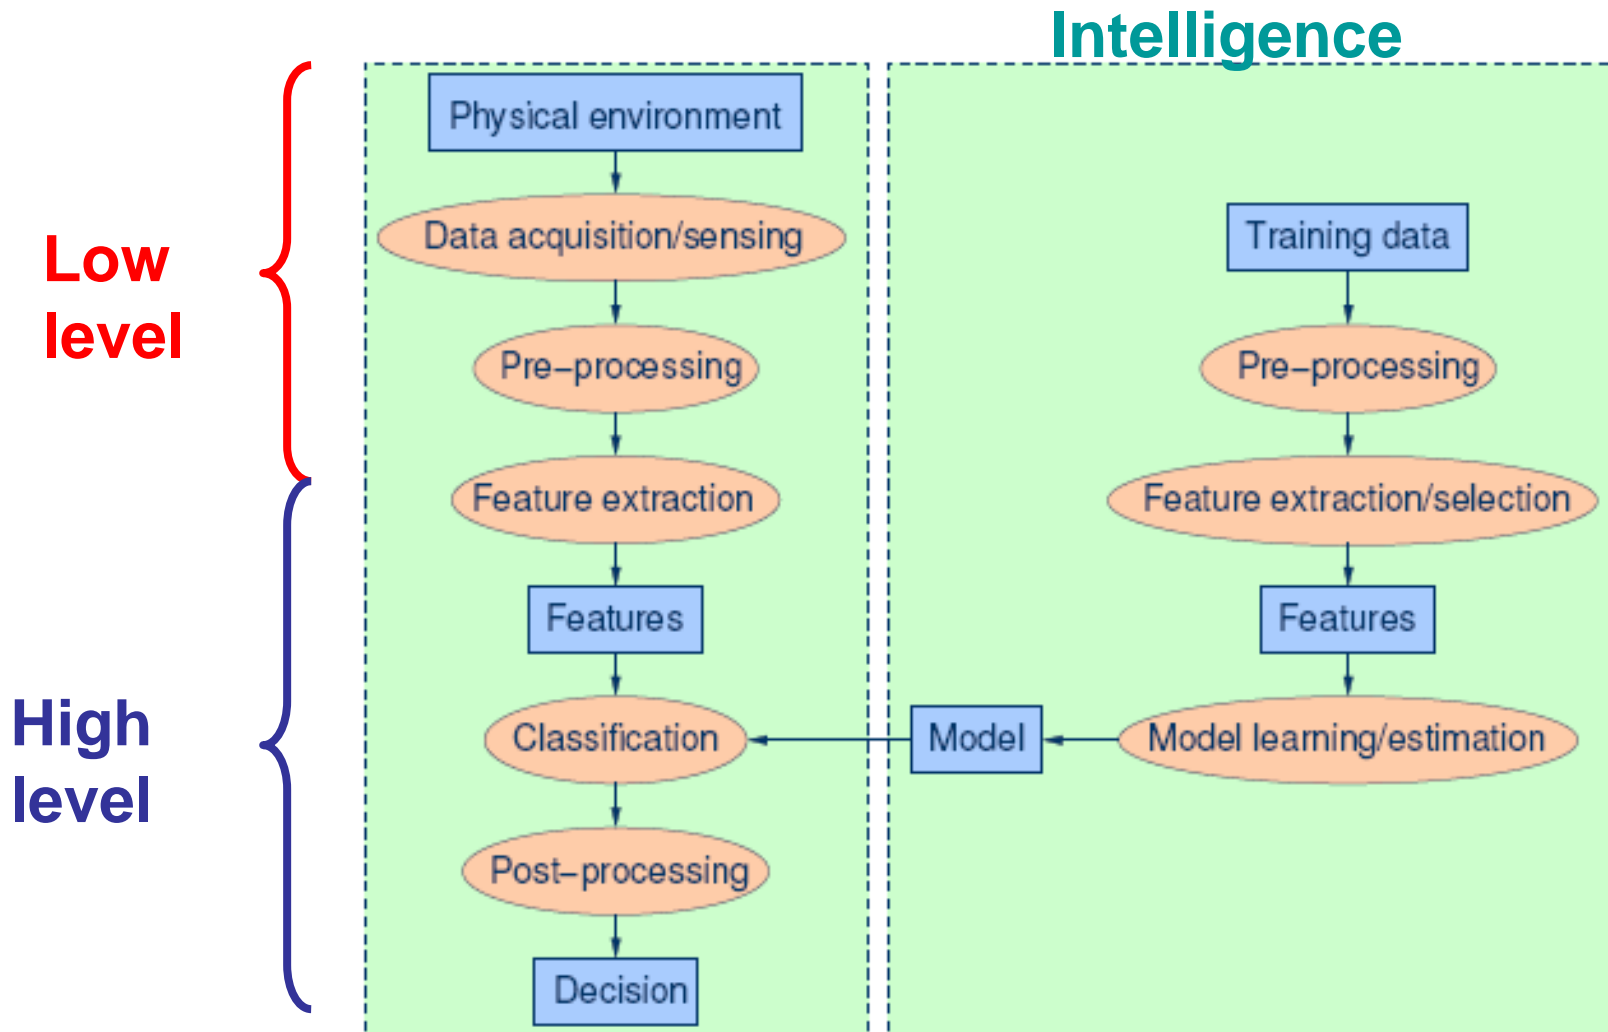 Intelligence
Low
level
High
level
Physical environment
Data acquisition/sensing
Pre–processing
Feature extraction
Features
Classification
Post–processing
Decision
Training data
Pre–processing
Feature extraction/selection
Features
Model learning/estimation
Model